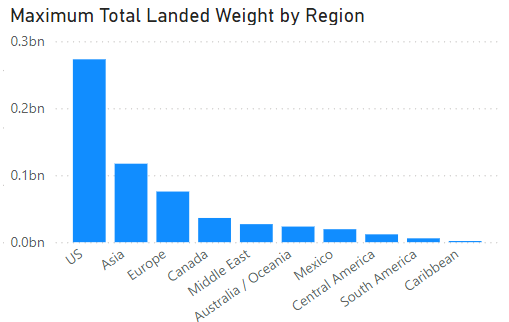 Maximum Total Landed Weight by Region
0.3bn
0.2bn
0.1bn
0.0bn
US
Asia
Europe
Canada
Middle East
Australia / Oceania
Mexico
Central America
South America
Caribbean